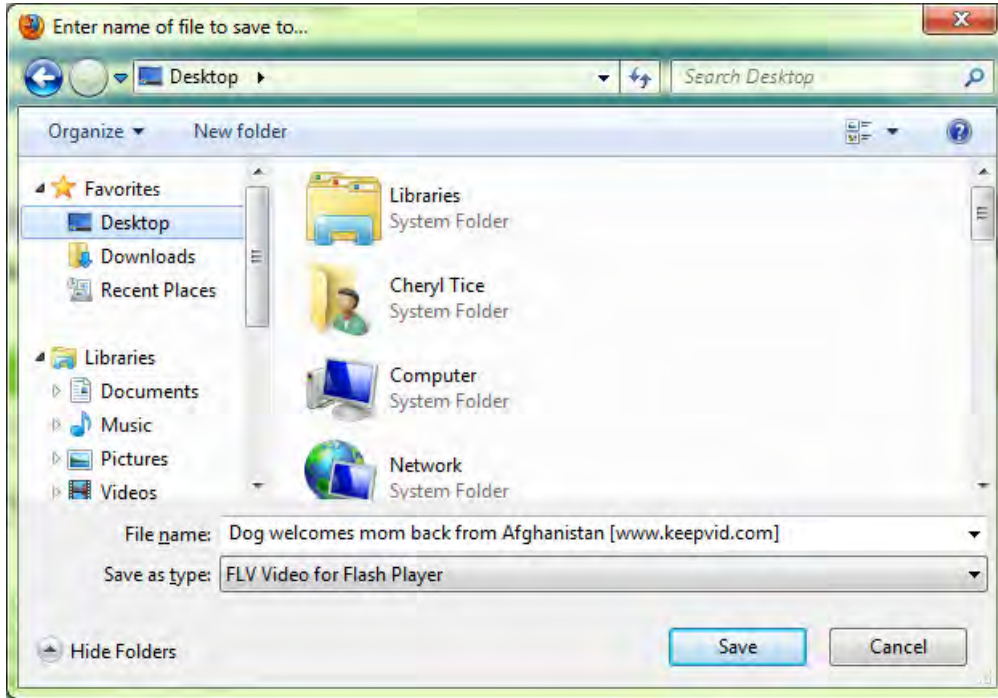 Enter name of file to save to...
Desktop
Search Desktop
Organize
New folder
Favorites
Desktop
Downloads
Recent Places
Libraries
Documents
Music
Pictures
Videos
Libraries
System Folder
Cheryl Tice
System Folder
Computer
System Folder
Network
System Folder
File name: Dog welcomes mom back from Afghanistan [www.keepvid.com]
Save as type: FLV Video for Flash Player
Hide Folders
Save
Cancel